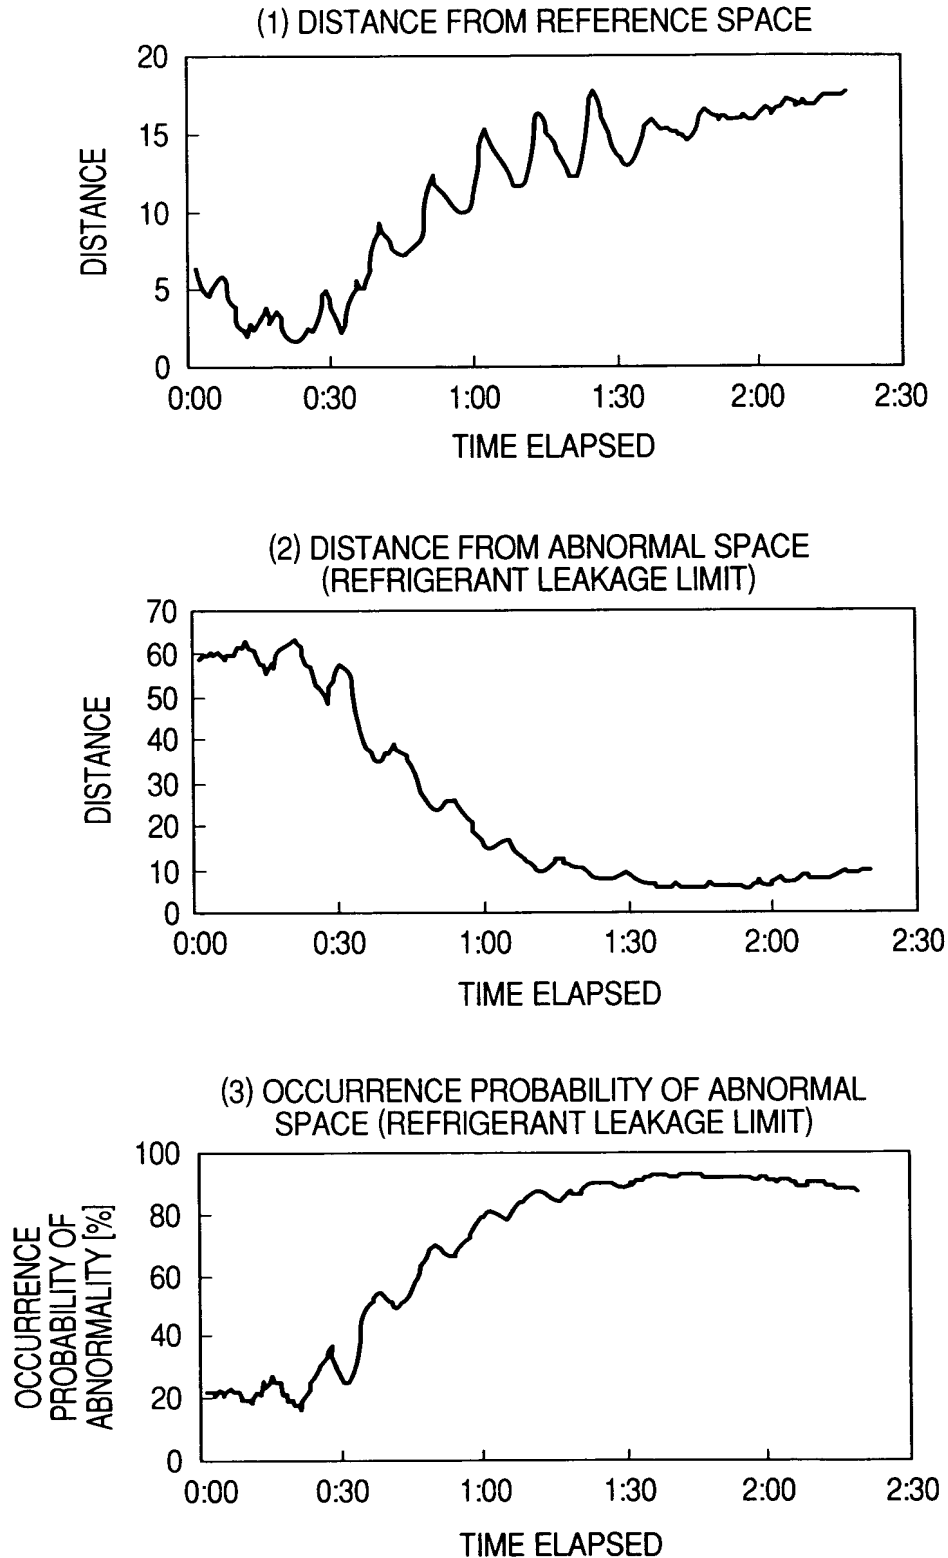 (1) DISTANCE FROM REFERENCE SPACE
20
15
10
5
0
DISTANCE
0:00 0:30 1:00 1:30 2:00 2:30
TIME ELAPSED
(2) DISTANCE FROM ABNORMAL SPACE
(REFRIGERANT LEAKAGE LIMIT)
70
60
50
40
30
20
10
0
DISTANCE
0:00 0:30 1:00 1:30 2:00 2:30
TIME ELAPSED
(3) OCCURRENCE PROBABILITY OF ABNORMAL
SPACE (REFRIGERANT LEAKAGE LIMIT)
100
80
60
40
20
0
OCCURRENCE
PROBABILITY OF
ABNORMALITY [%]
0:00 0:30 1:00 1:30 2:00 2:30
TIME ELAPSED